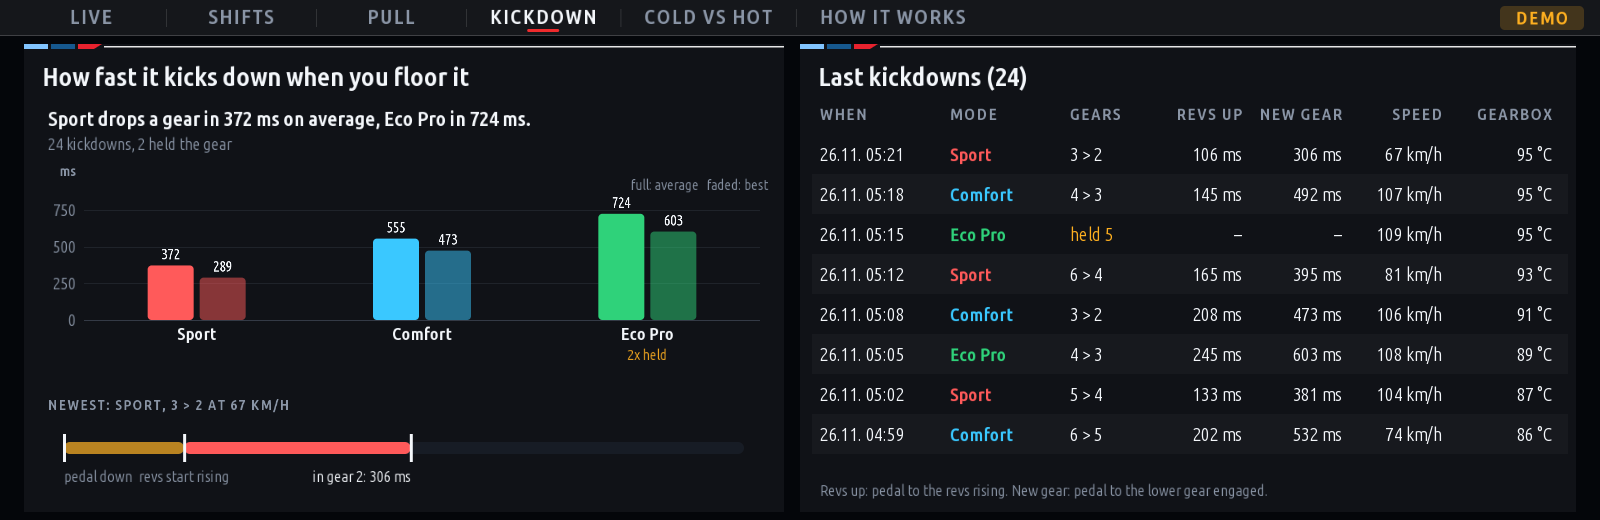 LIVE SHIFTS PULL KICKDOWN COLD VS HOT HOW IT WORKS DEMO
How fast it kicks down when you floor it
Sport drops a gear in 372 ms on average, Eco Pro in 724 ms.
24 kickdowns, 2 held the gear
ms
full: average faded: best
750
500
250
0
372
289
555
473
724
603
Sport
Comfort
Eco Pro
2x held
NEWEST: SPORT, 3 > 2 AT 67 KM/H
pedal down revs start rising in gear 2: 306 ms
Last kickdowns (24)
WHEN MODE GEARS REVS UP NEW GEAR SPEED GEARBOX
26.11. 05:21 Sport 3 > 2 106 ms 306 ms 67 km/h 95 °C
26.11. 05:18 Comfort 4 > 3 145 ms 492 ms 107 km/h 95 °C
26.11. 05:15 Eco Pro held 5 – – 109 km/h 95 °C
26.11. 05:12 Sport 6 > 4 165 ms 395 ms 81 km/h 93 °C
26.11. 05:08 Comfort 3 > 2 208 ms 473 ms 106 km/h 91 °C
26.11. 05:05 Eco Pro 4 > 3 245 ms 603 ms 108 km/h 89 °C
26.11. 05:02 Sport 5 > 4 133 ms 381 ms 104 km/h 87 °C
26.11. 04:59 Comfort 6 > 5 202 ms 532 ms 74 km/h 86 °C
Revs up: pedal to the revs rising. New gear: pedal to the lower gear engaged.